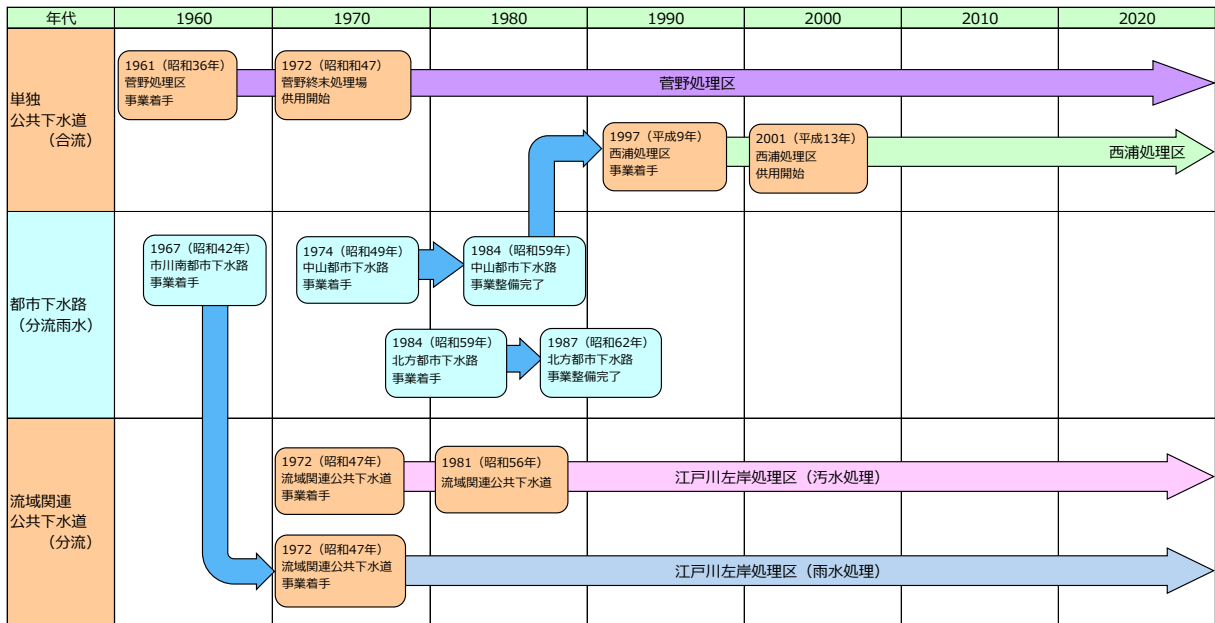 年代 1960 1970 1980 1990 2000 2010 2020
単独
公共下水道
（合流）
1961（昭和36年）
菅野処理区
事業着手
1972（昭和和47）
菅野終末処理場
供用開始
菅野処理区
1997（平成9年）
西浦処理区
事業着手
2001（平成13年）
西浦処理区
供用開始
西浦処理区
都市下水路
（分流雨水）
1967（昭和42年）
市川南都市下水路
事業着手
1974（昭和49年）
中山都市下水路
事業着手
1984（昭和59年）
中山都市下水路
事業整備完了
1984（昭和59年）
北方都市下水路
事業着手
1987（昭和62年）
北方都市下水路
事業整備完了
流域関連
公共下水道
（分流）
1972（昭和47年）
流域関連公共下水道
事業着手
1981（昭和56年）
流域関連公共下水道
江戸川左岸処理区（汚水処理）
1972（昭和47年）
流域関連公共下水道
事業着手
江戸川左岸処理区（雨水処理）